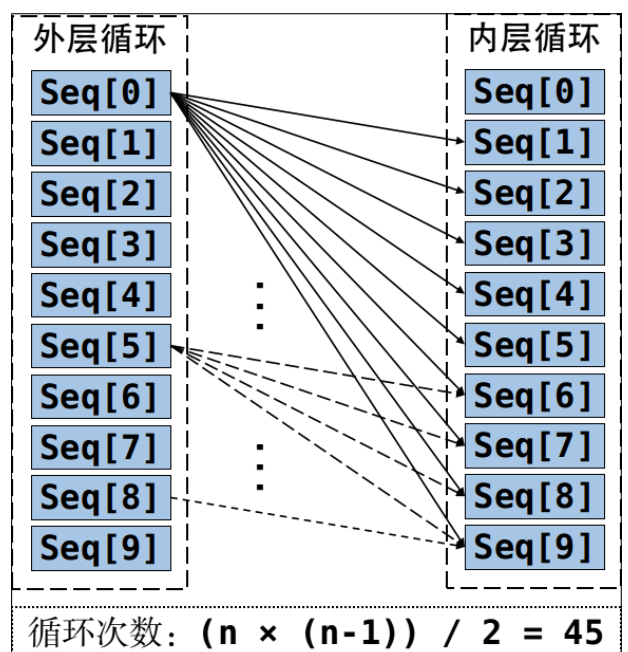 外层循环
Seq[0]
Seq[1]
Seq[2]
Seq[3]
Seq[4]
Seq[5]
Seq[6]
Seq[7]
Seq[8]
Seq[9]
内层循环
Seq[0]
Seq[1]
Seq[2]
Seq[3]
Seq[4]
Seq[5]
Seq[6]
Seq[7]
Seq[8]
Seq[9]
循环次数: (n × (n-1)) / 2 = 45